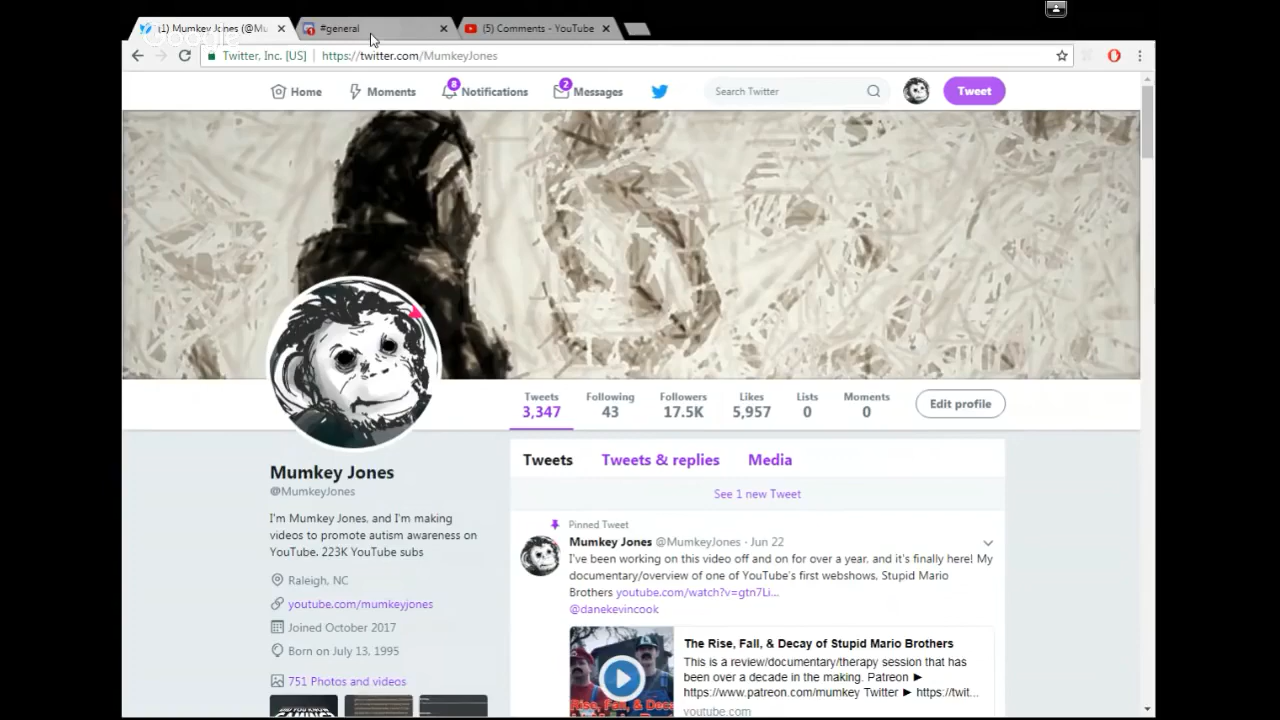 (1) Mumkey Jones (@Mu
#general
(5) Comments - YouTube
Google
Twitter, Inc. [US]
https://twitter.com/MumkeyJones
Home
Moments
8
Notifications
2
Messages
Search Twitter
Tweet
Tweets
3,347
Following
43
Followers
17.5K
Likes
5,957
Lists
0
Moments
0
Edit profile
Mumkey Jones
@MumkeyJones
I'm Mumkey Jones, and I'm making
videos to promote autism awareness on
YouTube. 223K YouTube subs
Raleigh, NC
youtube.com/mumkeyjones
Joined October 2017
Born on July 13, 1995
751 Photos and videos
Tweets
Tweets & replies
Media
See 1 new Tweet
Pinned Tweet
Mumkey Jones @MumkeyJones · Jun 22
I've been working on this video off and on for over a year, and it's finally here! My
documentary/overview of one of YouTube's first webshows, Stupid Mario
Brothers youtube.com/watch?v=gtn7Li...
@danekevincook
Rise, Fall, & Deca
The Rise, Fall, & Decay of Stupid Mario Brothers
This is a review/documentary/therapy session that has
been over a decade in the making. Patreon ►
https://www.patreon.com/mumkey Twitter ► https://twit...
youtube.com